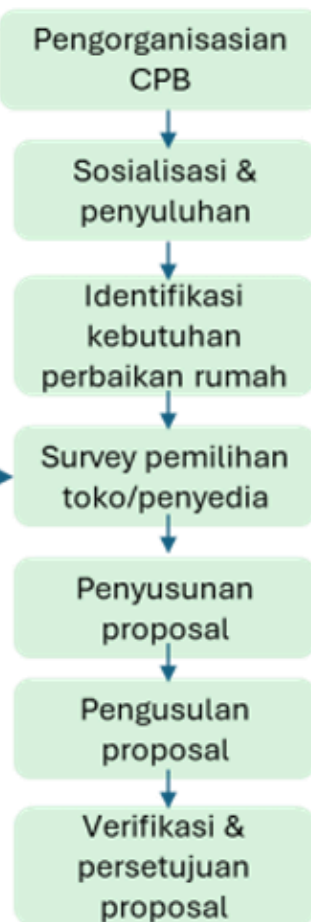 Pengorganisasian
CPB
Sosialisasi &
penyuluhan
Identifikasi
kebutuhan
perbaikan rumah
Survey pemilihan
toko/penyedia
Penyusunan
proposal
Pengusulan
proposal
Verifikasi &
persetujuan
proposal